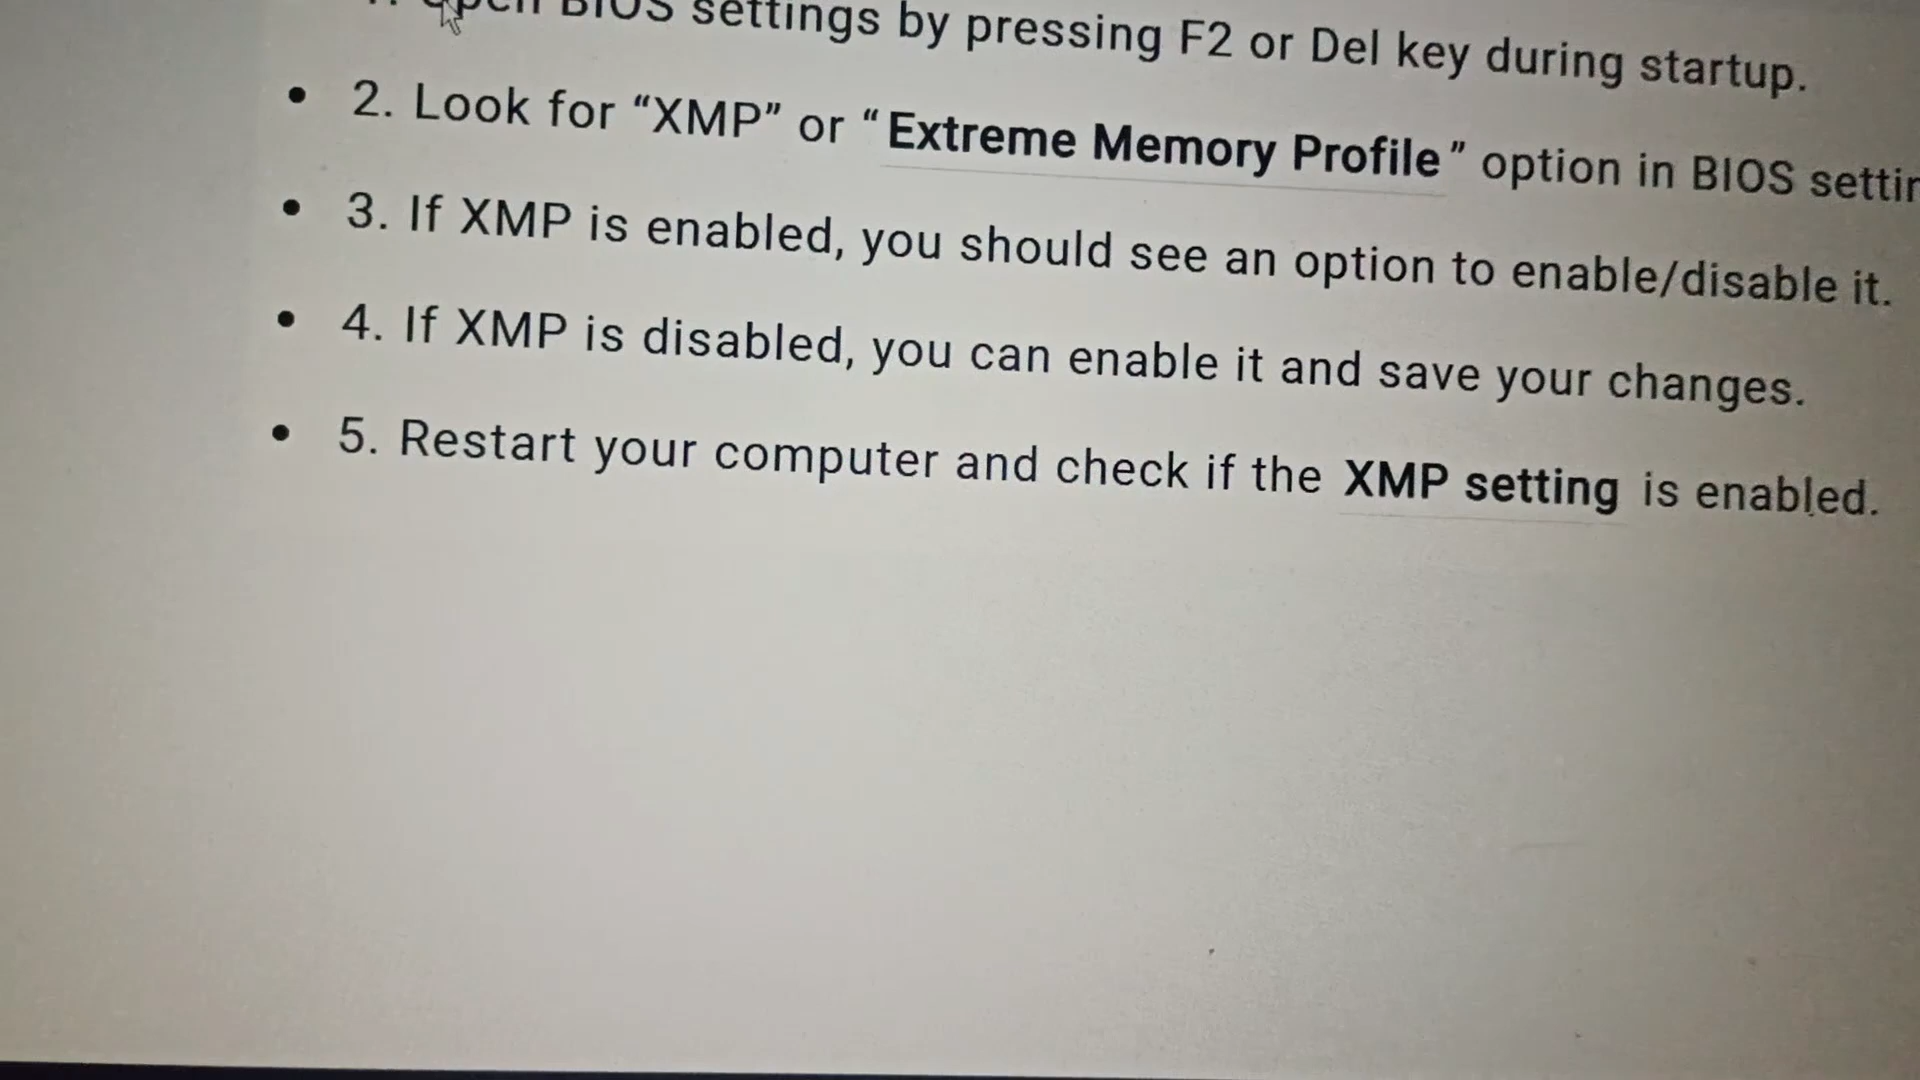 1. Open BIOS settings by pressing F2 or Del key during startup.
• 2. Look for “XMP” or “Extreme Memory Profile” option in BIOS
• 3. If XMP is enabled, you should see an option to enable/disable it.
• 4. If XMP is disabled, you can enable it and save your changes.
• 5. Restart your computer and check if the XMP setting is enabled.